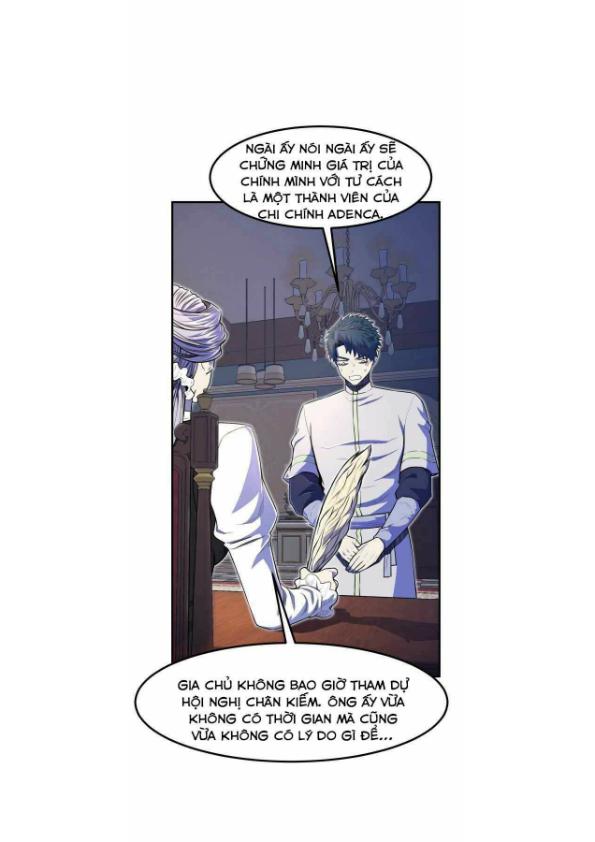 NGÀI ẤY NÓI NGÀI ẤY SẼ
CHỨNG MINH GIÁ TRỊ CỦA
CHÍNH MÌNH VỚI TƯ CÁCH
LÀ MỘT THÀNH VIÊN CỦA
CHI CHÍNH ADENCA.
GIA CHỦ KHÔNG BAO GIỜ THAM DỰ
HỘI NGHỊ CHÂN KIẾM. ÔNG ẤY VỪA
KHÔNG CÓ THỜI GIAN MÀ CŨNG
VỪA KHÔNG CÓ LÝ DO GÌ ĐỂ...